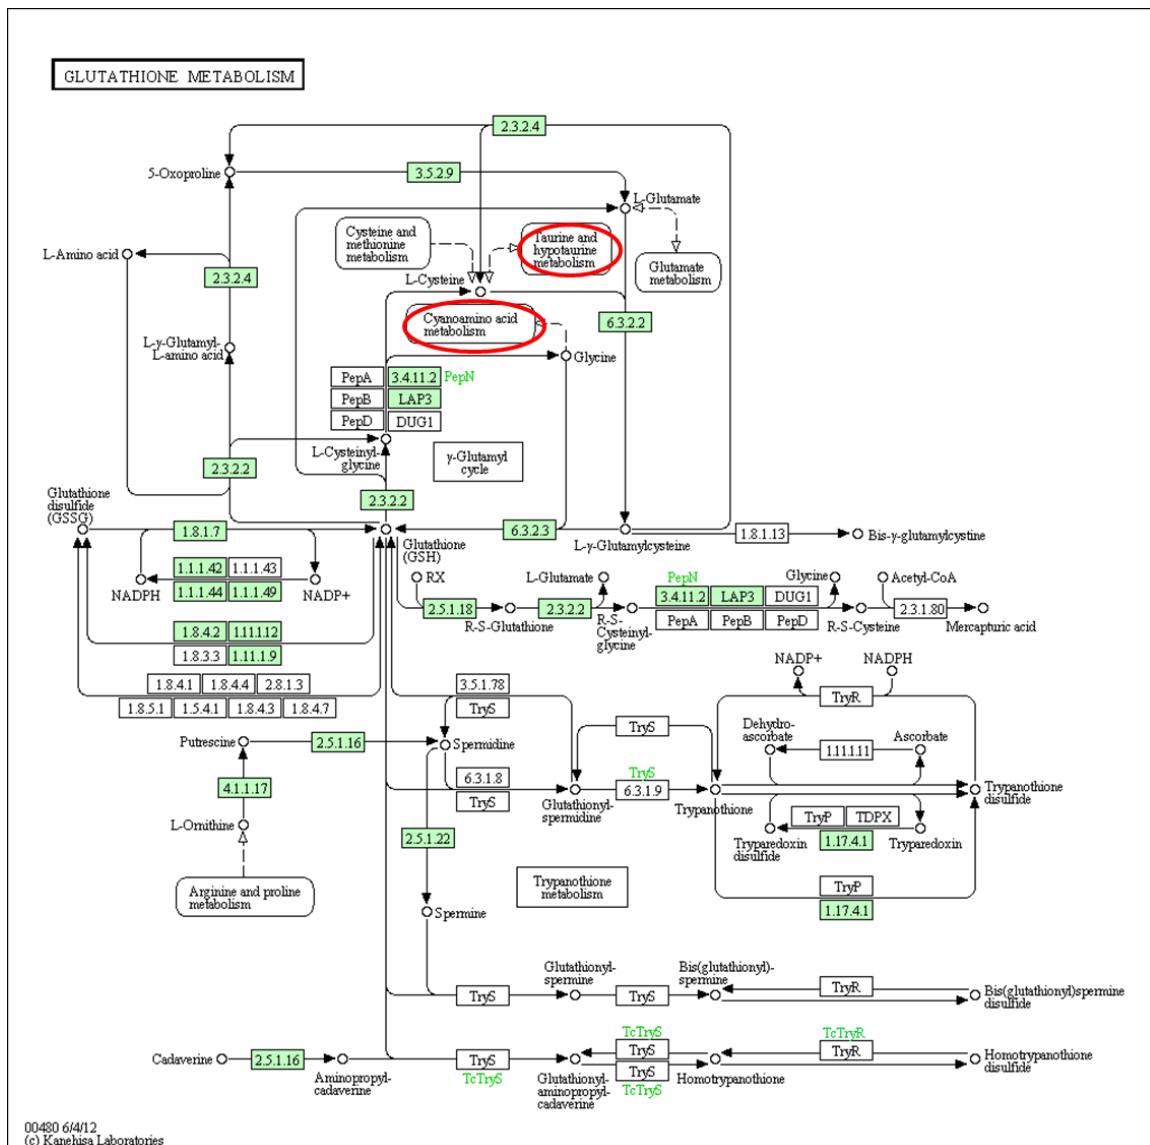 GLUTATHIONE METABOLISM
2.3.2.4
5-Oxoproline
3.5.2.9
L-Glutamate
Cysteine and
methionine
metabolism
Taurine and
hypotaurine
metabolism
L-Amino acid
Glutamate
metabolism
2.3.2.4
L-Cysteine
Cyanoamino acid
metabolism
6.3.2.2
L-γ-Glutamyl-
L-amino acid
Glycine
PepA
3.4.11.2
PepN
PepB
LAP3
PepD
DUG1
L-Cysteinyl-
glycine
γ-Glutamyl
cycle
2.3.2.2
2.3.2.2
Glutathione
disulfide
(GSSG)
1.8.1.7
6.3.2.3
1.8.1.13
Bis-γ-glutamylcystine
L-γ-Glutamylcysteine
Glutathione
(GSH)
1.1.1.42
1.1.1.43
1.1.1.44
1.1.1.49
NADPH
NADP+
RX
L-Glutamate
PepN
Glycine
Acetyl-CoA
2.5.1.18
2.3.2.2
3.4.11.2
LAP3
DUG1
2.3.1.80
PepA
PepB
PepD
R-S-Glutathione
R-S-
Cysteinyl-
glycine
R-S-Cysteine
Mercapturic acid
1.8.4.2
1.11.1.12
1.8.3.3
1.11.1.9
1.8.4.1
1.8.4.4
2.8.1.3
1.8.5.1
1.5.4.1
1.8.4.3
1.8.4.7
3.5.1.78
TryS
NADP+
NADPH
TryR
Putrescine
2.5.1.16
Spermidine
TryS
Dehydro-
ascorbate
1.11.1.11
Ascorbate
4.1.1.17
6.3.1.8
TryS
TryS
6.3.1.9
Glutathionyl-
spermidine
Trypanothione
Trypanothione
disulfide
L-Ornithine
2.5.1.22
TryP
TDPX
Tryparedoxin
disulfide
1.17.4.1
Tryparedoxin
Arginine and proline
metabolism
Trypanothione
metabolism
TryP
1.17.4.1
Spermine
Glutathionyl-
spermine
Bis(glutathionyl)-
spermine
TryS
TryS
TryR
Bis(glutathionyl)spermine
disulfide
Cadaverine
2.5.1.16
Aminopropyl-
cadaverine
TryS
TcTryS
TcTryS
TryS
TryS
TcTryS
TcTryR
TryR
Glutathionyl-
aminopropyl-
cadaverine
Homotrypanothione
Homotrypanothione
disulfide
00480 6/4/12
(c) Kanehisa Laboratories